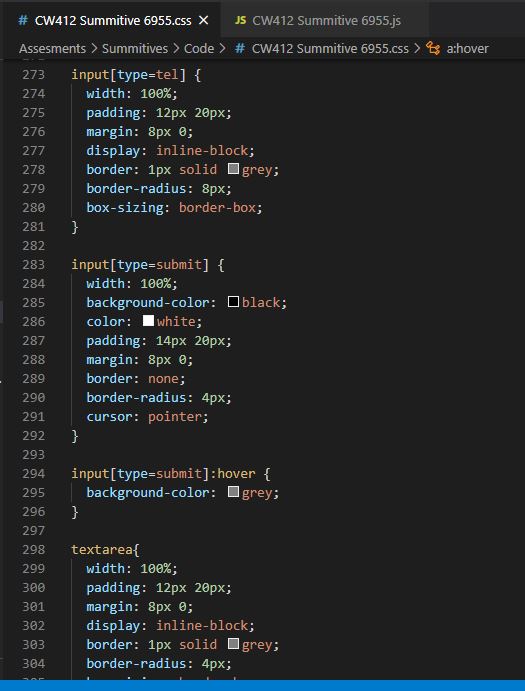 # CW412 Summitive 6955.css × JS CW412 Summitive 6955.js
Assesments > Summitives > Code > # CW412 Summitive 6955.css > a:hover
273 input[type=tel] {
274 width: 100%;
275 padding: 12px 20px;
276 margin: 8px 0;
277 display: inline-block;
278 border: 1px solid grey;
279 border-radius: 8px;
280 box-sizing: border-box;
281 }
282
283 input[type=submit] {
284 width: 100%;
285 background-color: black;
286 color: white;
287 padding: 14px 20px;
288 margin: 8px 0;
289 border: none;
290 border-radius: 4px;
291 cursor: pointer;
292 }
293
294 input[type=submit]:hover {
295 background-color: grey;
296 }
297
298 textarea{
299 width: 100%;
300 padding: 12px 20px;
301 margin: 8px 0;
302 display: inline-block;
303 border: 1px solid grey;
304 border-radius: 4px;